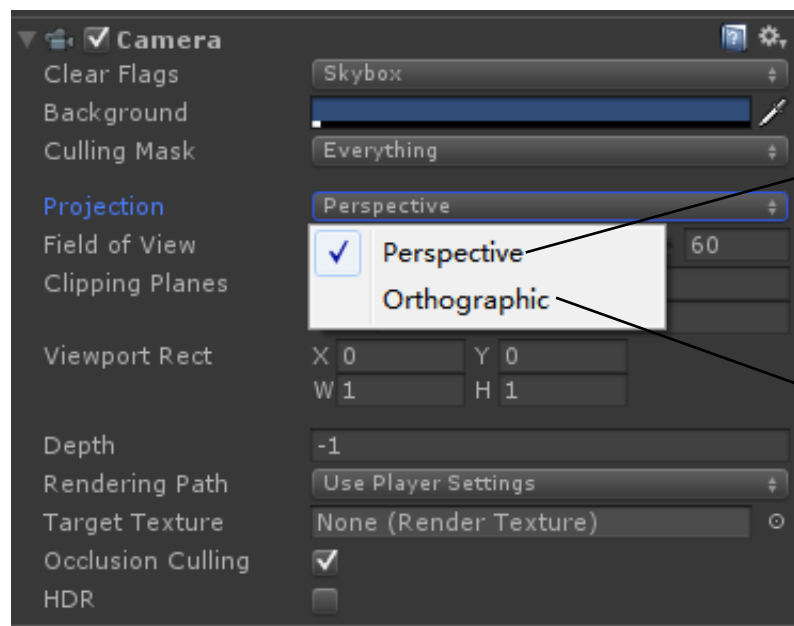 Camera
Clear Flags Skybox
Background
Culling Mask Everything
Projection Perspective
Field of View 60
Perspective
Clipping Planes
Orthographic
Viewport Rect X 0 Y 0
W 1 H 1
Depth -1
Rendering Path Use Player Settings
Target Texture None (Render Texture)
Occlusion Culling
HDR